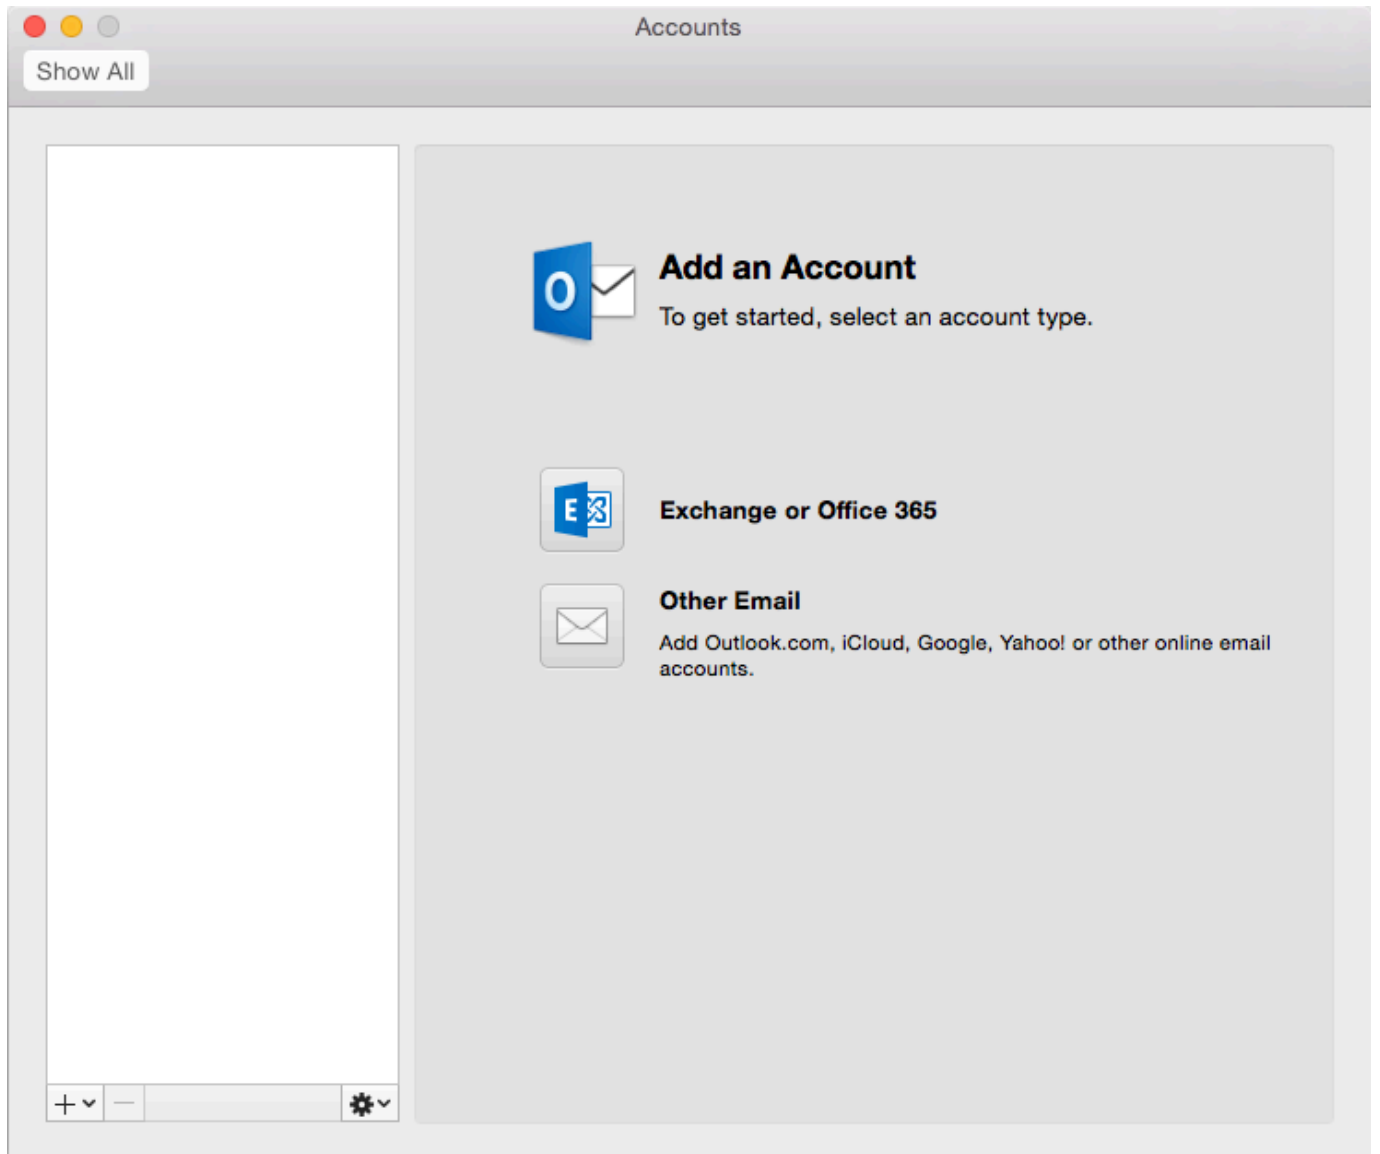 Accounts
Show All
O
Add an Account
To get started, select an account type.
E
Exchange or Office 365
Other Email
Add Outlook.com, iCloud, Google, Yahoo! or other online email
accounts.